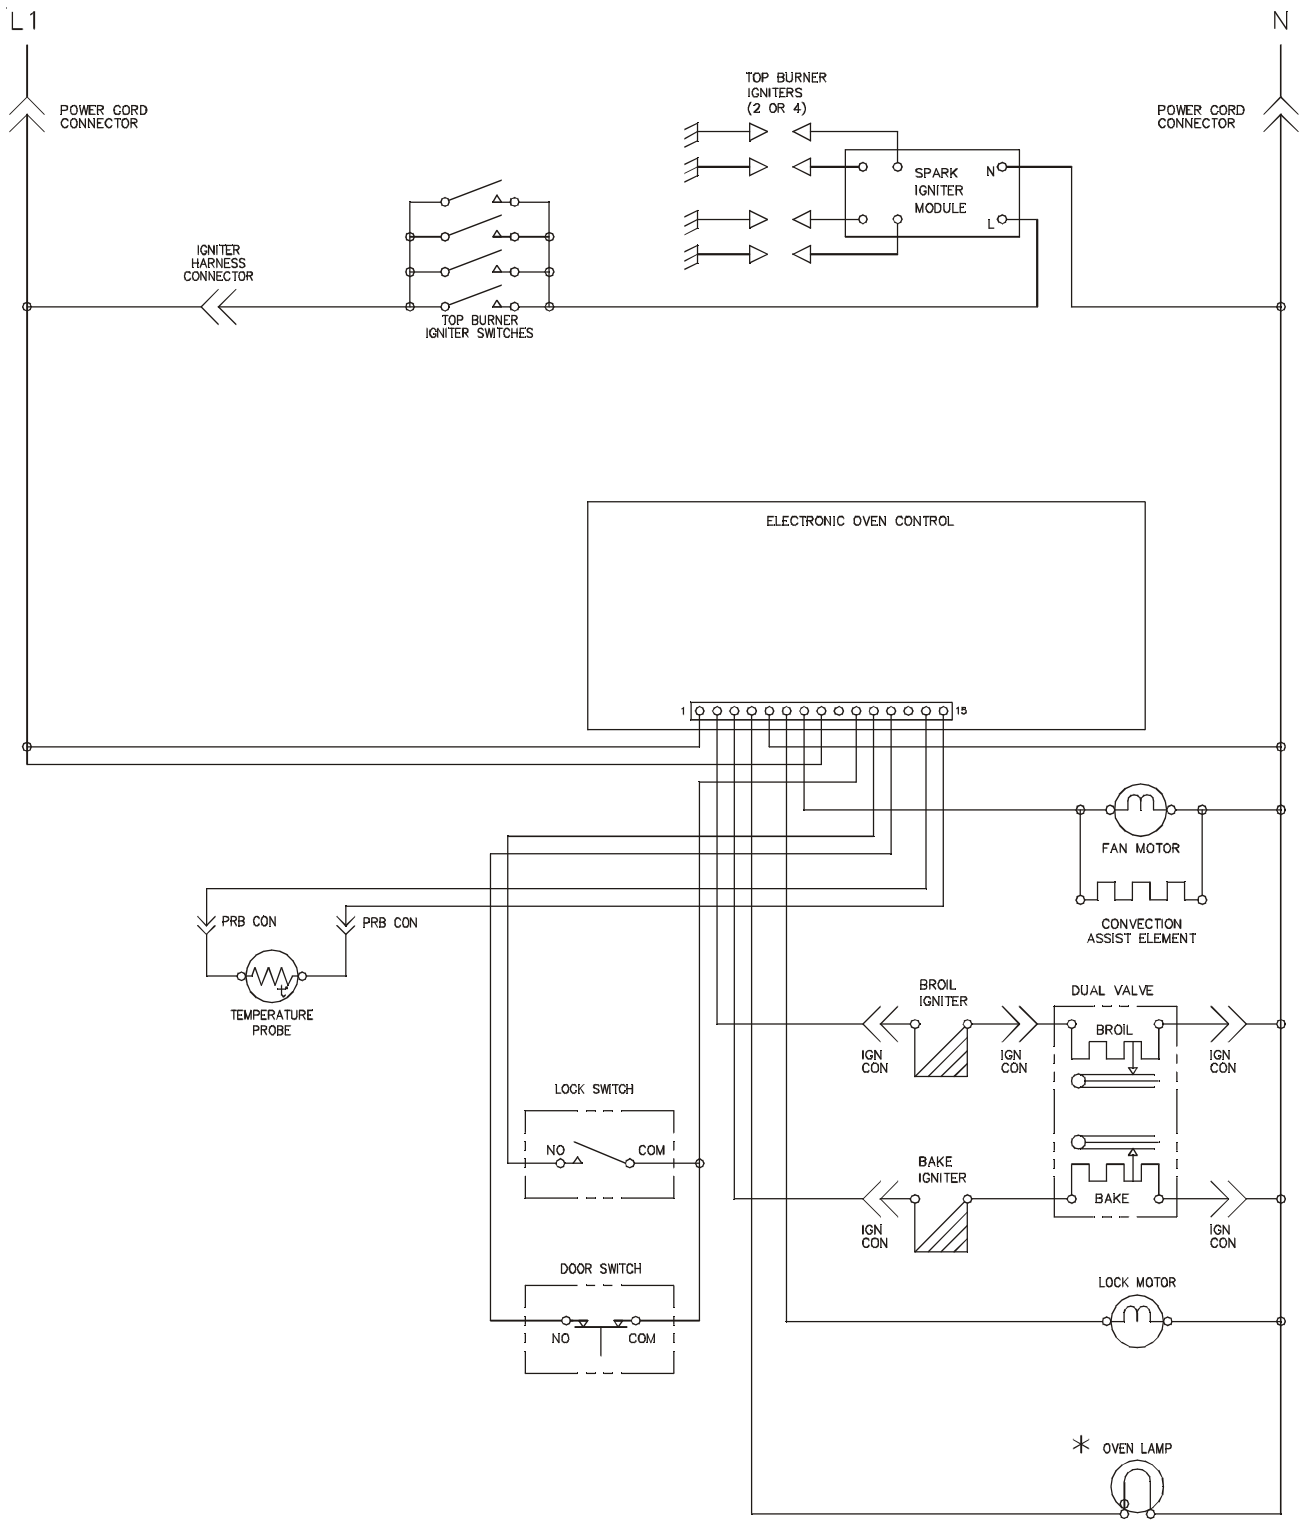 L1
N
POWER CORD
CONNECTOR
POWER CORD
CONNECTOR
TOP BURNER
IGNITERS
(2 OR 4)
SPARK
IGNITER
MODULE
N
L
IGNITER
HARNESS
CONNECTOR
TOP BURNER
IGNITER SWITCHES
ELECTRONIC OVEN CONTROL
1
15
FAN MOTOR
CONVECTION
ASSIST ELEMENT
PRB CON
PRB CON
TEMPERATURE
PROBE
BROIL
IGNITER
DUAL VALVE
BROIL
IGN
CON
IGN
CON
IGN
CON
LOCK SWITCH
NO
COM
BAKE
IGNITER
BAKE
IGN
CON
IGN
CON
DOOR SWITCH
NO
COM
LOCK MOTOR
* OVEN LAMP